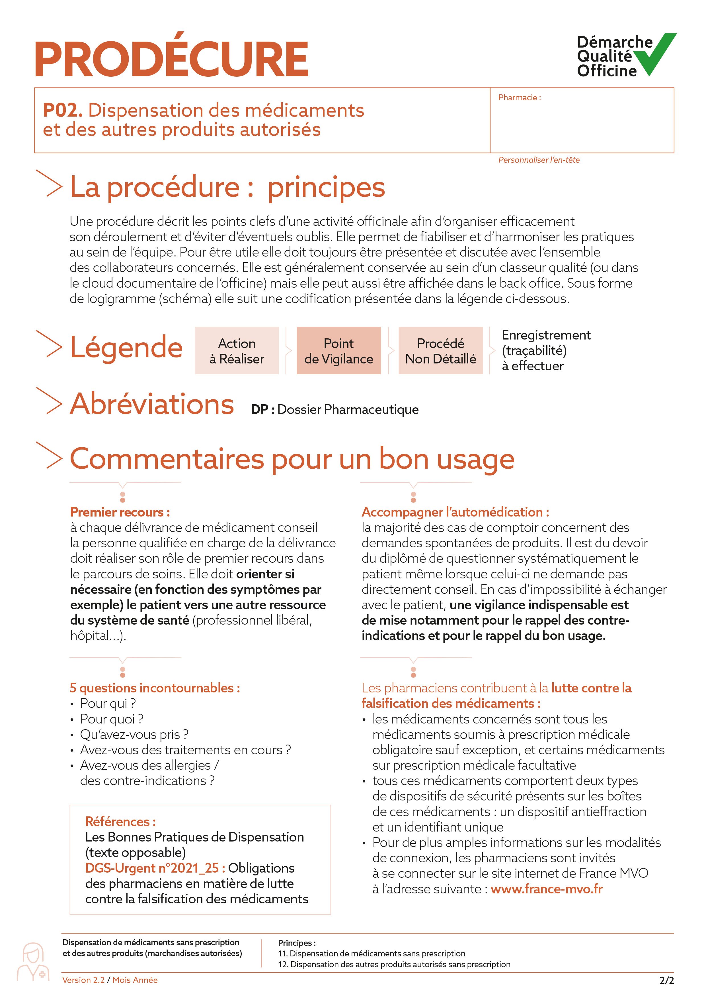 PRODÉCURE
Démarche
Qualité
Officine
P02. Dispensation des médicaments
et des autres produits autorisés
Pharmacie :
Personnaliser l’en-tête
La procédure : principes
Une procédure décrit les points clefs d’une activité officinale afin d’organiser efficacement
son déroulement et d’éviter d’éventuels oublis. Elle permet de fiabiliser et d’harmoniser les pratiques
au sein de l’équipe. Pour être utile elle doit toujours être présentée et discutée avec l’ensemble
des collaborateurs concernés. Elle est généralement conservée au sein d’un classeur qualité (ou dans
le cloud documentaire de l’officine) mais elle peut aussi être affichée dans le back office. Sous forme
de logigramme (schéma) elle suit une codification présentée dans la légende ci-dessous.
Légende
Action
à Réaliser
Point
de Vigilance
Procédé
Non Détaillé
Enregistrement
(traçabilité)
à effectuer
Abréviations
DP : Dossier Pharmaceutique
Commentaires pour un bon usage
Premier recours :
à chaque délivrance de médicament conseil
la personne qualifiée en charge de la délivrance
doit réaliser son rôle de premier recours dans
le parcours de soins. Elle doit orienter si
nécessaire (en fonction des symptômes par
exemple) le patient vers une autre ressource
du système de santé (professionnel libéral,
hôpital...).
Accompagner l’automédication :
la majorité des cas de comptoir concernent des
demandes spontanées de produits. Il est du devoir
du diplômé de questionner systématiquement le
patient même lorsque celui-ci ne demande pas
directement conseil. En cas d’impossibilité à échanger
avec le patient, une vigilance indispensable est
de mise notamment pour le rappel des contre-
indications et pour le rappel du bon usage.
5 questions incontournables :
• Pour qui ?
• Pour quoi ?
• Qu’avez-vous pris ?
• Avez-vous des traitements en cours ?
• Avez-vous des allergies /
des contre-indications ?
Références :
Les Bonnes Pratiques de Dispensation
(texte opposable)
DGS-Urgent n°2021_25 : Obligations
des pharmaciens en matière de lutte
contre la falsification des médicaments
Les pharmaciens contribuent à la lutte contre la
falsification des médicaments :
• les médicaments concernés sont tous les
médicaments soumis à prescription médicale
obligatoire sauf exception, et certains médicaments
sur prescription médicale facultative
• tous ces médicaments comportent deux types
de dispositifs de sécurité présents sur les boîtes
de ces médicaments : un dispositif antieffraction
et un identifiant unique
• Pour de plus amples informations sur les modalités
de connexion, les pharmaciens sont invités
à se connecter sur le site internet de France MVO
à l’adresse suivante : www.france-mvo.fr
Dispensation de médicaments sans prescription
et des autres produits (marchandises autorisées)
Principes :
11. Dispensation de médicaments sans prescription
12. Dispensation des autres produits autorisés sans prescription
Version 2.2 / Mois Année
2/2